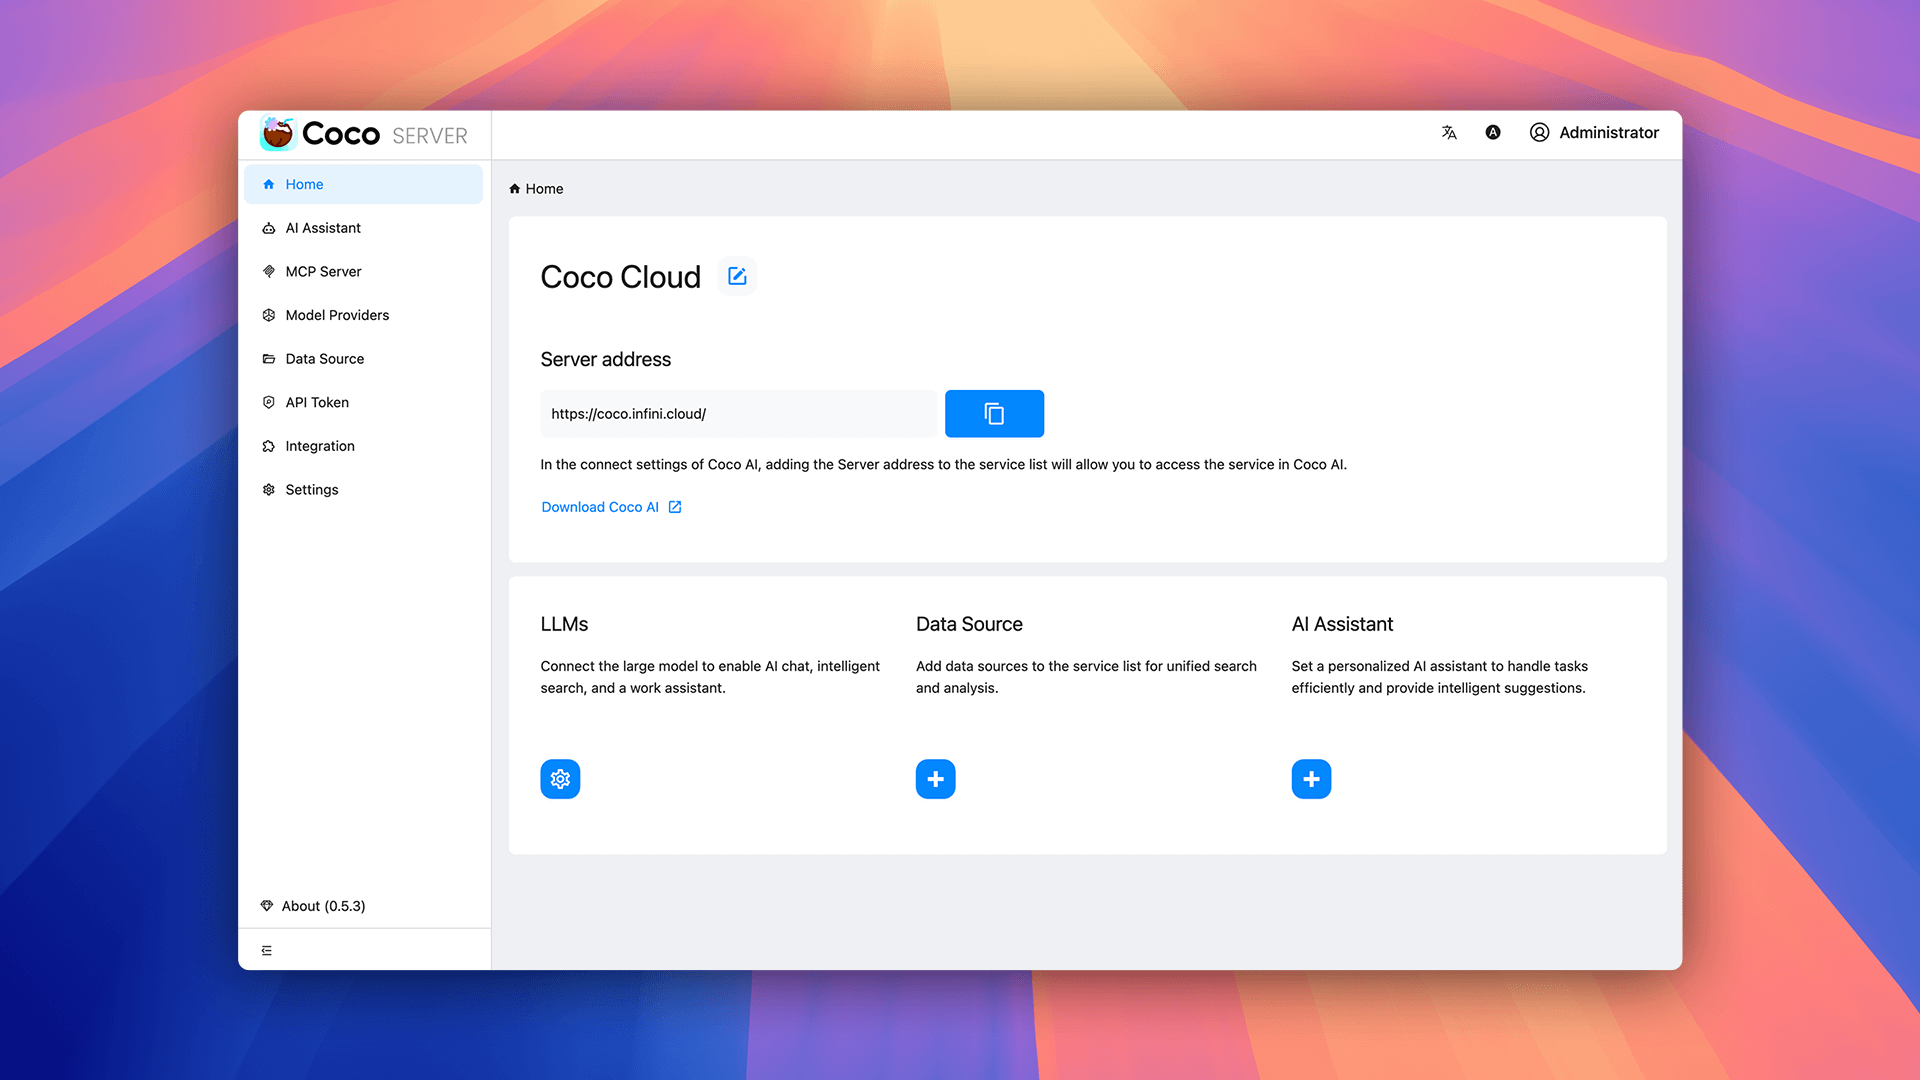 Coco SERVER
Administrator
Home
AI Assistant
MCP Server
Model Providers
Data Source
API Token
Integration
Settings
About (0.5.3)
Home
Coco Cloud
Server address
https://coco.infini.cloud/
In the connect settings of Coco AI, adding the Server address to the service list will allow you to access the service in Coco AI.
Download Coco AI
LLMs
Connect the large model to enable AI chat, intelligent
search, and a work assistant.
Data Source
Add data sources to the service list for unified search
and analysis.
AI Assistant
Set a personalized AI assistant to handle tasks
efficiently and provide intelligent suggestions.